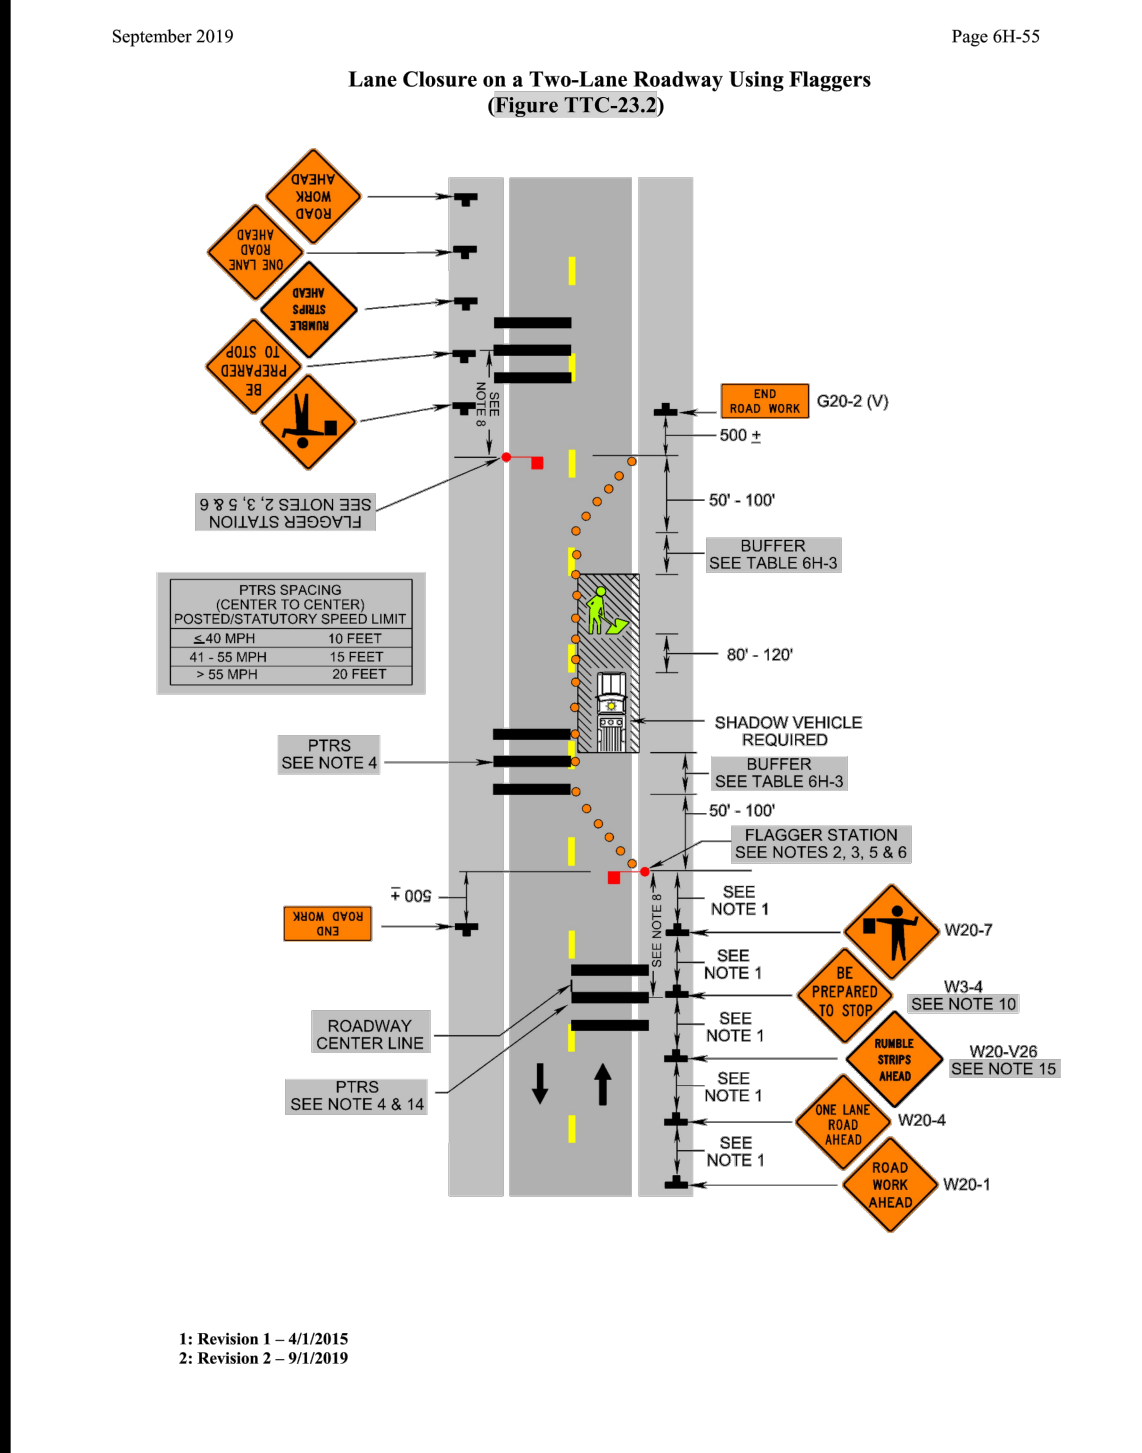 September 2019
Page 6H-55
Lane Closure on a Two-Lane Roadway Using Flaggers
(Figure TTC-23.2)
ROAD
WORK
AHEAD
ONE LANE
ROAD
AHEAD
RUMBLE
STRIPS
AHEAD
BE
PREPARED
TO STOP
SEE
NOTE 8
FLAGGER STATION
SEE NOTES 2, 3, 5 & 6
END
ROAD WORK
G20-2 (V)
500 ±
50' - 100'
BUFFER
SEE TABLE 6H-3
PTRS SPACING
(CENTER TO CENTER)
POSTED/STATUTORY SPEED LIMIT
≤40 MPH 10 FEET
41 - 55 MPH 15 FEET
> 55 MPH 20 FEET
80' - 120'
SHADOW VEHICLE
REQUIRED
PTRS
SEE NOTE 4
BUFFER
SEE TABLE 6H-3
50' - 100'
FLAGGER STATION
SEE NOTES 2, 3, 5 & 6
500 ±
END
ROAD WORK
SEE NOTE 8
SEE
NOTE 1
W20-7
SEE
NOTE 1
BE
PREPARED
TO STOP
W3-4
SEE NOTE 10
ROADWAY
CENTER LINE
SEE
NOTE 1
RUMBLE
STRIPS
AHEAD
W20-V26
SEE NOTE 15
PTRS
SEE NOTE 4 & 14
SEE
NOTE 1
ONE LANE
ROAD
AHEAD
W20-4
SEE
NOTE 1
ROAD
WORK
AHEAD
W20-1
1: Revision 1 – 4/1/2015
2: Revision 2 – 9/1/2019